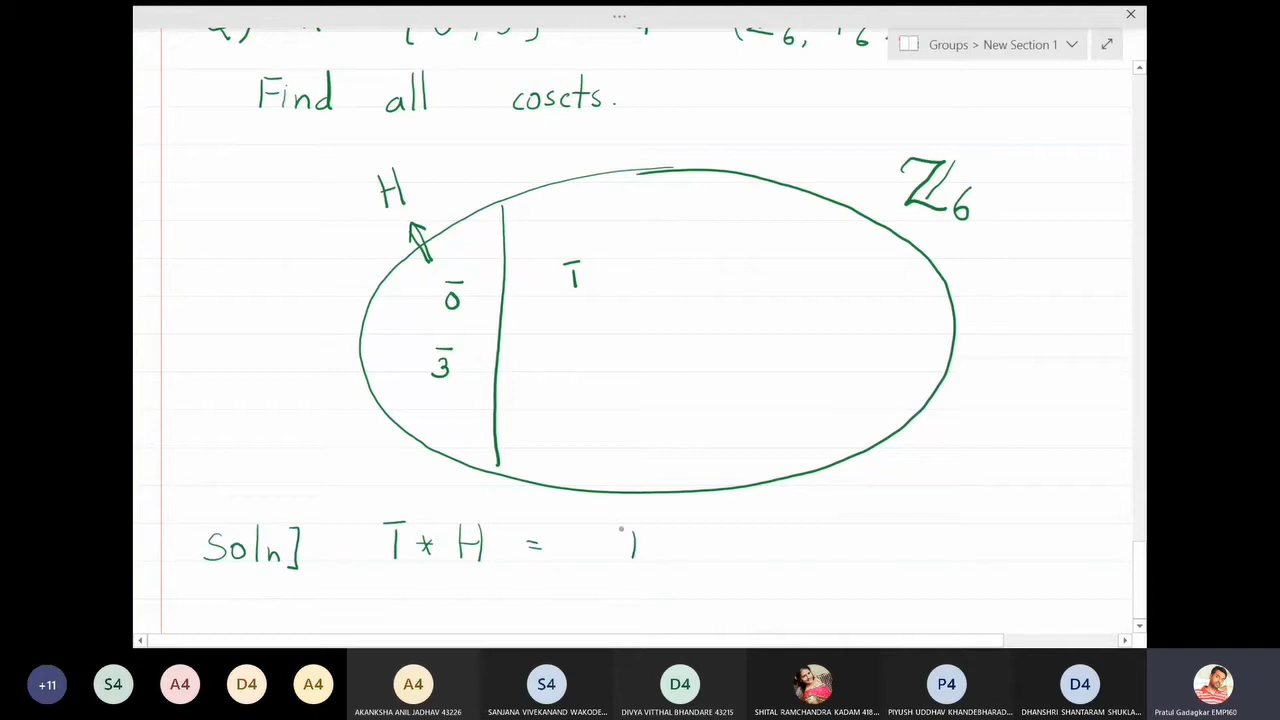 Groups > New Section 1
Find all cosets.
H
ℤ6
0̄
1̄
3̄
Soln] 1̄ * H =
+11
S4
A4
D4
A4
A4
S4
D4
P4
D4
AKANKSHA ANIL JADHAV 43226
SANJANA VIVEKANAND WAKODE...
DIVYA VITTHAL BHANDARE 43215
SHITAL RAMCHANDRA KADAM 418...
PIYUSH UDDHAV KHANDEBHARAD...
DHANSHRI SHANTARAM SHUKLA...
Pratul Gadagkar EMP160